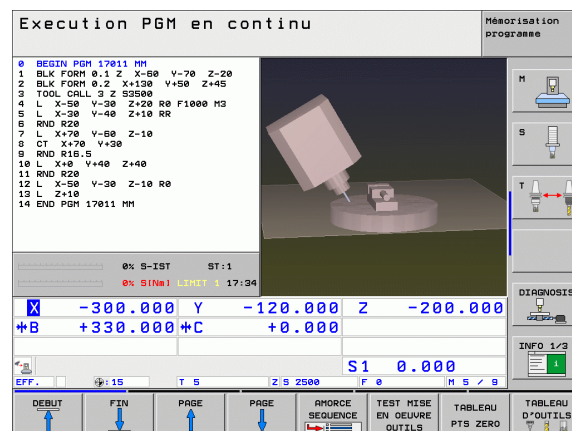 Execution PGM en continu
Mémorisation
programme
0 BEGIN PGM 17011 MM
1 BLK FORM 0.1 Z X-60 Y-70 Z-20
2 BLK FORM 0.2 X+130 Y+50 Z+45
3 TOOL CALL 3 Z S3500
4 L X-50 Y-30 Z+20 R0 F1000 M3
5 L X-30 Y-40 Z+10 RR
6 RND R20
7 L X+70 Y-60 Z-10
8 CT X+70 Y+30
9 RND R16.5
10 L X+0 Y+40 Z+40
11 RND R20
12 L X-50 Y-30 Z-10 R0
13 L Z+10
14 END PGM 17011 MM
0% S-IST ST:1
0% S[Nm] LIMIT 1 17:34
X -300.000 Y -120.000 Z -200.000
B +330.000 C +0.000
S1 0.000
EFF. :15 T 5 Z S 2500 F 0 M 5 / 9
M
S
T
DIAGNOSIS
INFO 1/3
DEBUT
FIN
PAGE
PAGE
AMORCE
SEQUENCE
TEST MISE
EN OEUVRE
OUTILS
TABLEAU
PTS ZERO
TABLEAU
D'OUTILS